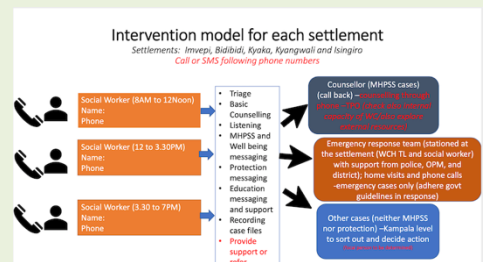 Intervention model for each settlement
Settlements: Imvepi, Bidibidi, Kyaka, Kyangwali and Isingiro
Call or SMS following phone numbers
Social Worker (8AM to 12Noon)
Name:
Phone
Social Worker (12 to 3.30PM)
Name:
Phone
Social Worker (3.30 to 7PM)
Name:
Phone
• Triage
• Basic
Counselling
• Listening
• MHPSS and
Well being
messaging
• Protection
messaging
• Education
messaging
and support
• Recording
case files
• Provide
support or
refer
Counsellor (MHPSS cases)
(call back) –
Emergency response team (stationed at
the settlement (WCH TL and social worker)
with support from police, OPM, and
district); home visits and phone calls
-emergency cases only (adhere govt
guidelines in response)
Other cases (neither MHPSS
nor protection) –Kampala level
to sort out and decide action